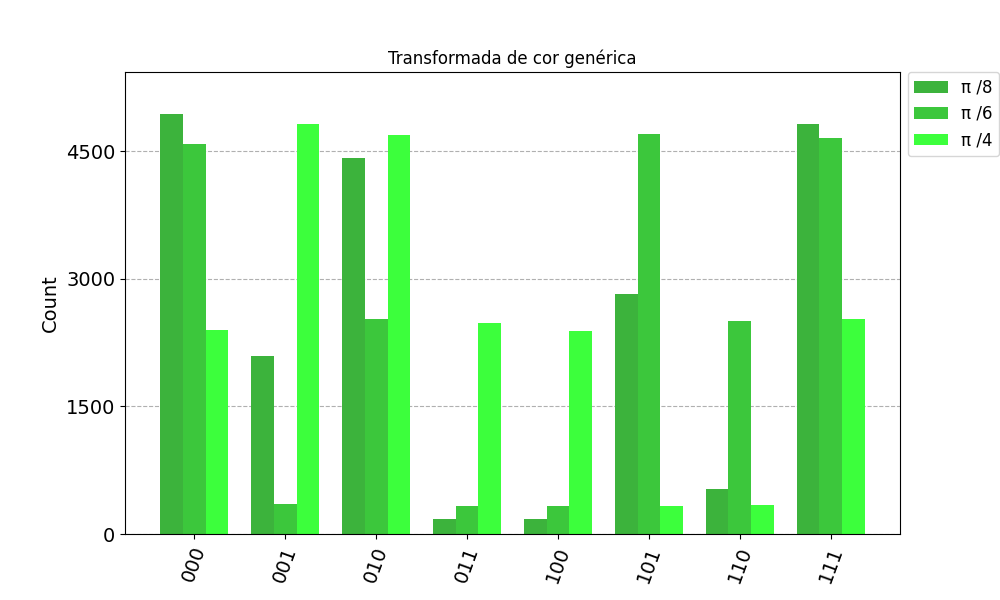 Transformada de cor genérica
π /8
π /6
π /4
Count
4500
3000
1500
0
000
001
010
011
100
101
110
111